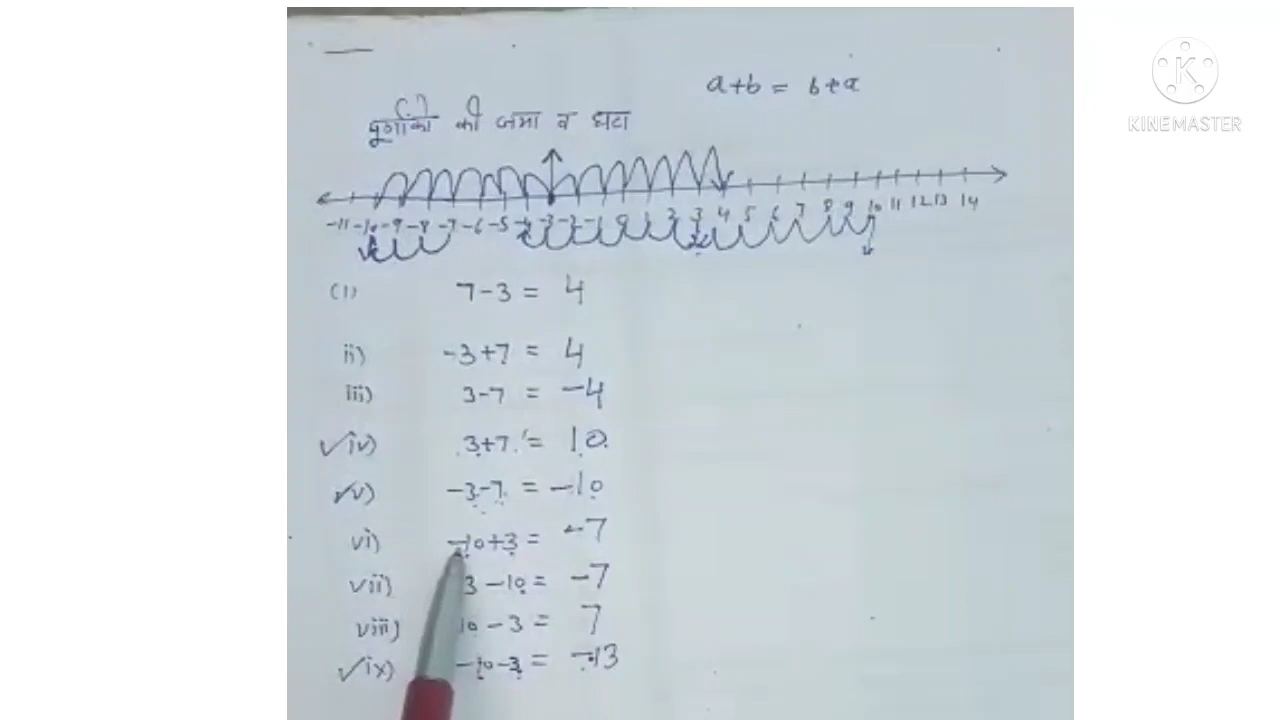 a+b = b+a
पूर्णांकों की जमा व घटा
-11 -10 -9 -8 -7 -6 -5 -4 -3 -2 -1 0 1 2 3 4 5 6 7 8 9 10 11 12 13 14
(i) 7-3 = 4
ii) -3+7 = 4
iii) 3-7 = -4
✓iv) 3+7 = 10
✓v) -3-7 = -10
vi) -10+3 = -7
vii) 3-10 = -7
viii) 10-3 = 7
✓ix) -10-3 = -13
K
KINEMASTER